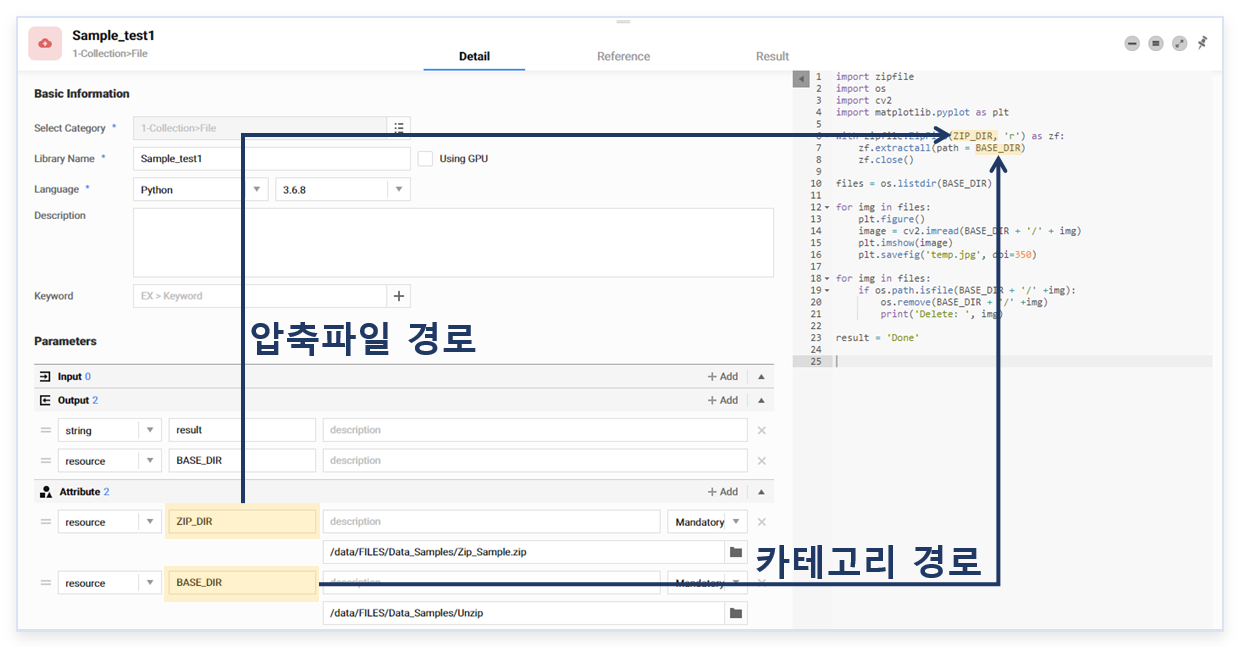 Sample_test1
1-Collection>File
Detail Reference Result
Basic Information
Select Category * 1-Collection>File
Library Name * Sample_test1 Using GPU
Language * Python 3.6.8
Description
Keyword EX > Keyword
Parameters
압축파일 경로
Input 0 + Add
Output 2 + Add
string result description
resource BASE_DIR description
Attribute 2 + Add
resource ZIP_DIR description Mandatory
/data/FILES/Data_Samples/Zip_Sample.zip
카테고리 경로
resource BASE_DIR description Mandatory
/data/FILES/Data_Samples/Unzip
1 import zipfile
2 import os
3 import cv2
4 import matplotlib.pyplot as plt
5
6 (ZIP_DIR, 'r') as zf:
7 zf.extractall(path = BASE_DIR)
8 zf.close()
9
10 files = os.listdir(BASE_DIR)
11
12 for img in files:
13 plt.figure()
14 image = cv2.imread(BASE_DIR + '/' + img)
15 plt.imshow(image)
16 plt.savefig('temp.jpg', dpi=350)
17
18 for img in files:
19 if os.path.isfile(BASE_DIR + '/' +img):
20 os.remove(BASE_DIR + '/' +img)
21 print('Delete: ', img)
22
23 result = 'Done'
24
25